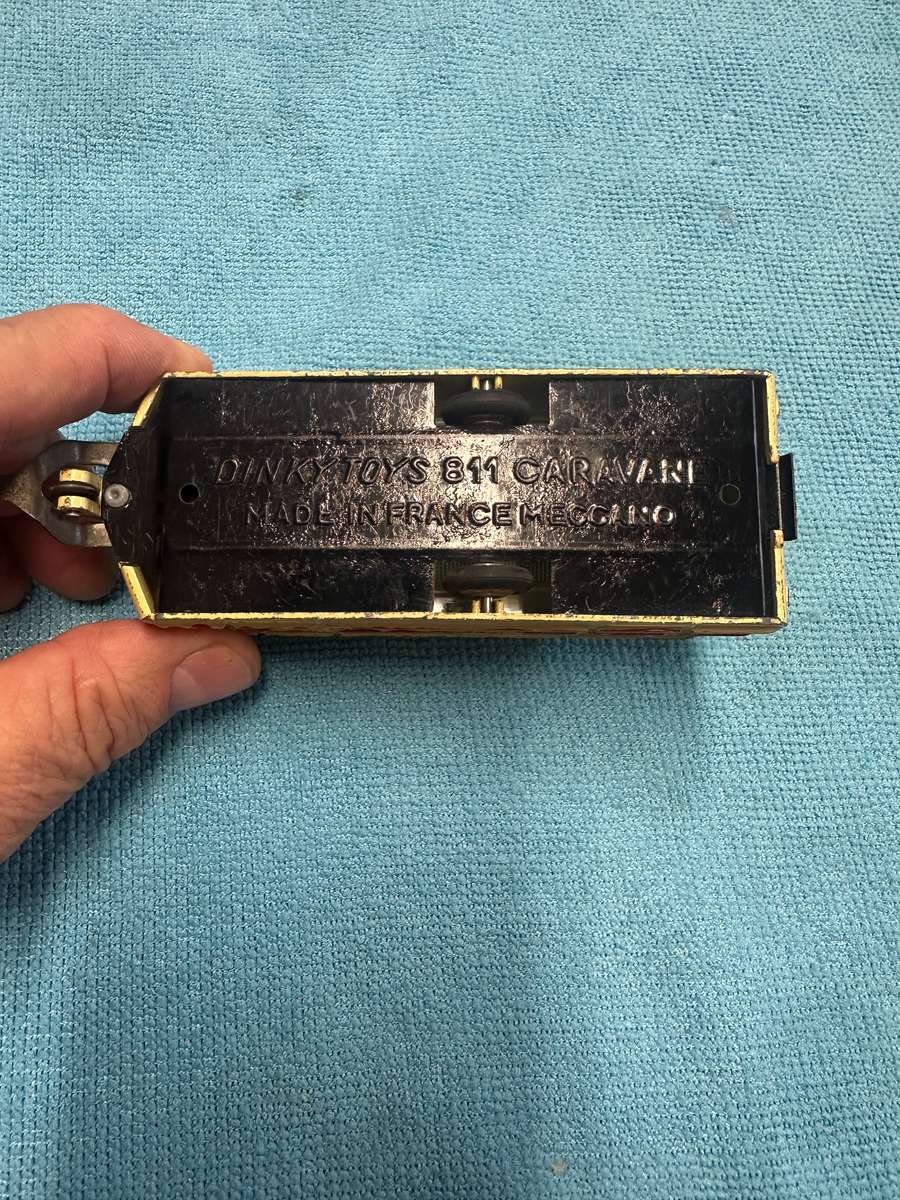 DINKY TOYS 811 CARAVANE
MADE IN FRANCE MECCANO